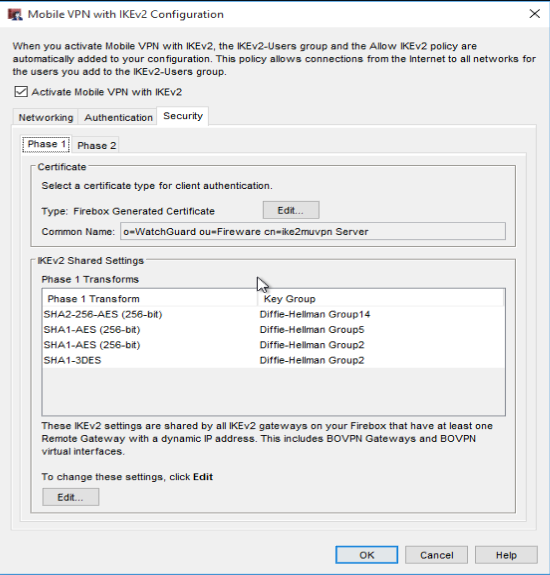 Mobile VPN with IKEv2 Configuration
When you activate Mobile VPN with IKEv2, the IKEv2-Users group and the Allow IKEv2 policy are
automatically added to your configuration. This policy allows connections from the Internet to all networks for
the users you add to the IKEv2-Users group.
Activate Mobile VPN with IKEv2
Networking Authentication Security
Phase 1 Phase 2
Certificate
Select a certificate type for client authentication.
Type: Firebox Generated Certificate Edit...
Common Name: o=WatchGuard ou=Fireware cn=ike2muvpn Server
IKEv2 Shared Settings
Phase 1 Transforms
Phase 1 Transform Key Group
SHA2-256-AES (256-bit) Diffie-Hellman Group14
SHA1-AES (256-bit) Diffie-Hellman Group5
SHA1-AES (256-bit) Diffie-Hellman Group2
SHA1-3DES Diffie-Hellman Group2
These IKEv2 settings are shared by all IKEv2 gateways on your Firebox that have at least one
Remote Gateway with a dynamic IP address. This includes BOVPN Gateways and BOVPN
virtual interfaces.
To change these settings, click Edit
Edit...
OK Cancel Help